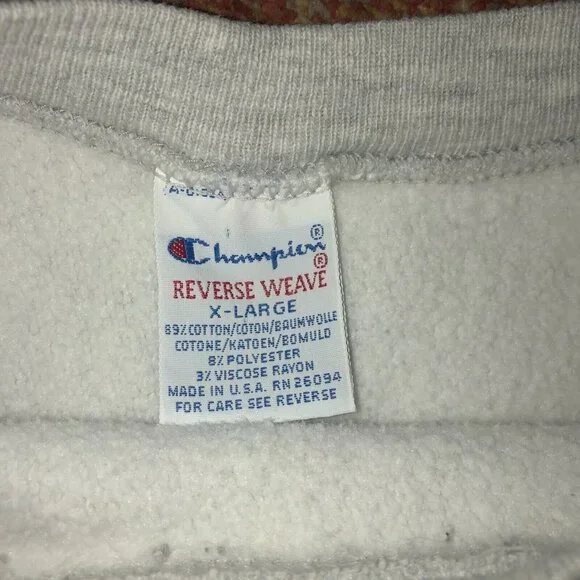 Champion®
REVERSE WEAVE®
X-LARGE
89%COTTON/CÓTON/BAUMWOLLE
COTONE/KATOEN/BOMULD
8% POLYESTER
3% VISCOSE RAYON
MADE IN U.S.A. RN 26094
FOR CARE SEE REVERSE